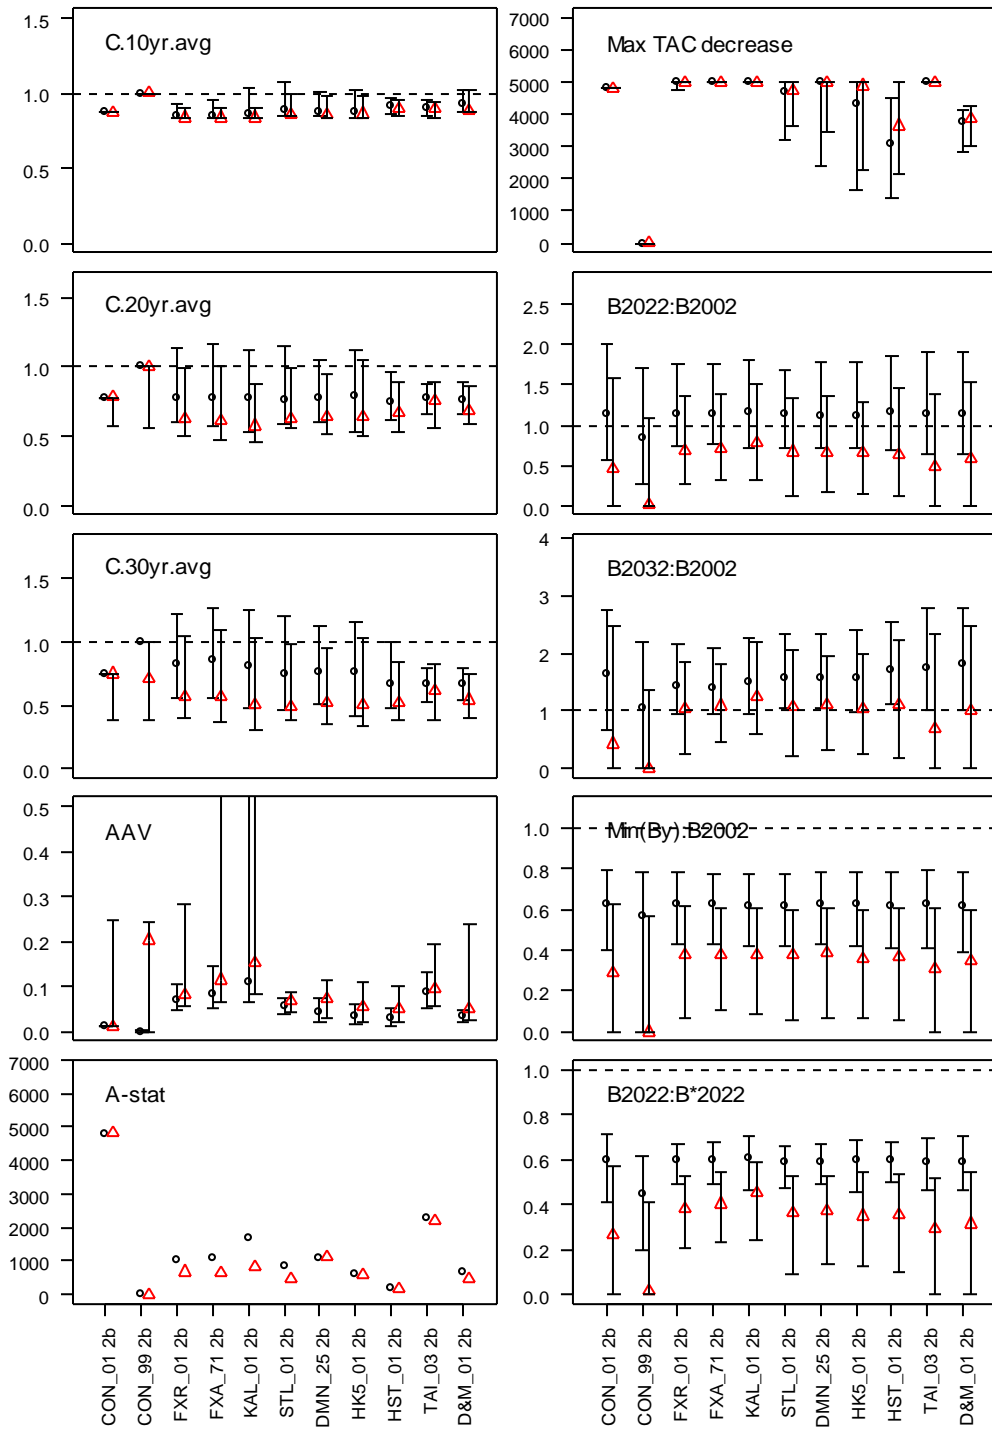 C.10yr.avg
1.5
1.0
0.5
0.0
Max TAC decrease
7000
6000
5000
4000
3000
2000
1000
0
C.20yr.avg
1.5
1.0
0.5
0.0
B2022:B2002
2.5
2.0
1.5
1.0
0.5
0.0
C.30yr.avg
1.5
1.0
0.5
0.0
B2032:B2002
4
3
2
1
0
AAV
0.5
0.4
0.3
0.2
0.1
0.0
Min(By):B2002
1.0
0.8
0.6
0.4
0.2
0.0
A-stat
7000
6000
5000
4000
3000
2000
1000
0
B2022:B*2022
1.0
0.8
0.6
0.4
0.2
0.0
CON_01 2b
CON_99 2b
FXR_01 2b
FXA_71 2b
KAL_01 2b
STL_01 2b
DMN_25 2b
HK5_01 2b
HST_01 2b
TAI_03 2b
D&M_01 2b
CON_01 2b
CON_99 2b
FXR_01 2b
FXA_71 2b
KAL_01 2b
STL_01 2b
DMN_25 2b
HK5_01 2b
HST_01 2b
TAI_03 2b
D&M_01 2b